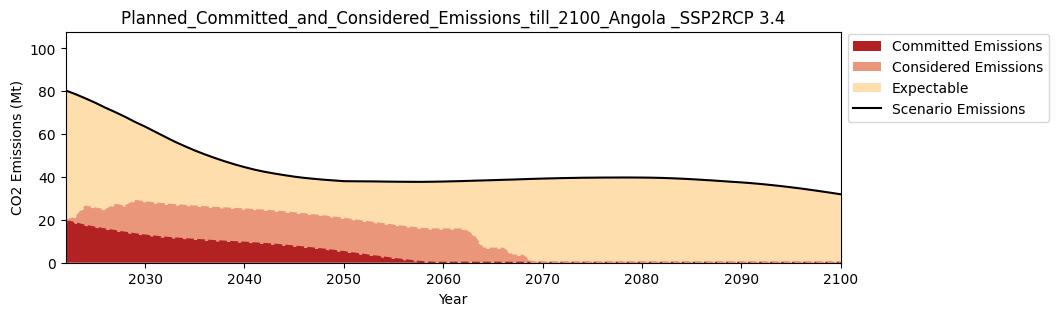 Planned_Committed_and_Considered_Emissions_till_2100_Angola _SSP2RCP 3.4
CO2 Emissions (Mt)
100
80
60
40
20
0
2030 2040 2050 2060 2070 2080 2090 2100
Year
Committed Emissions
Considered Emissions
Expectable
Scenario Emissions